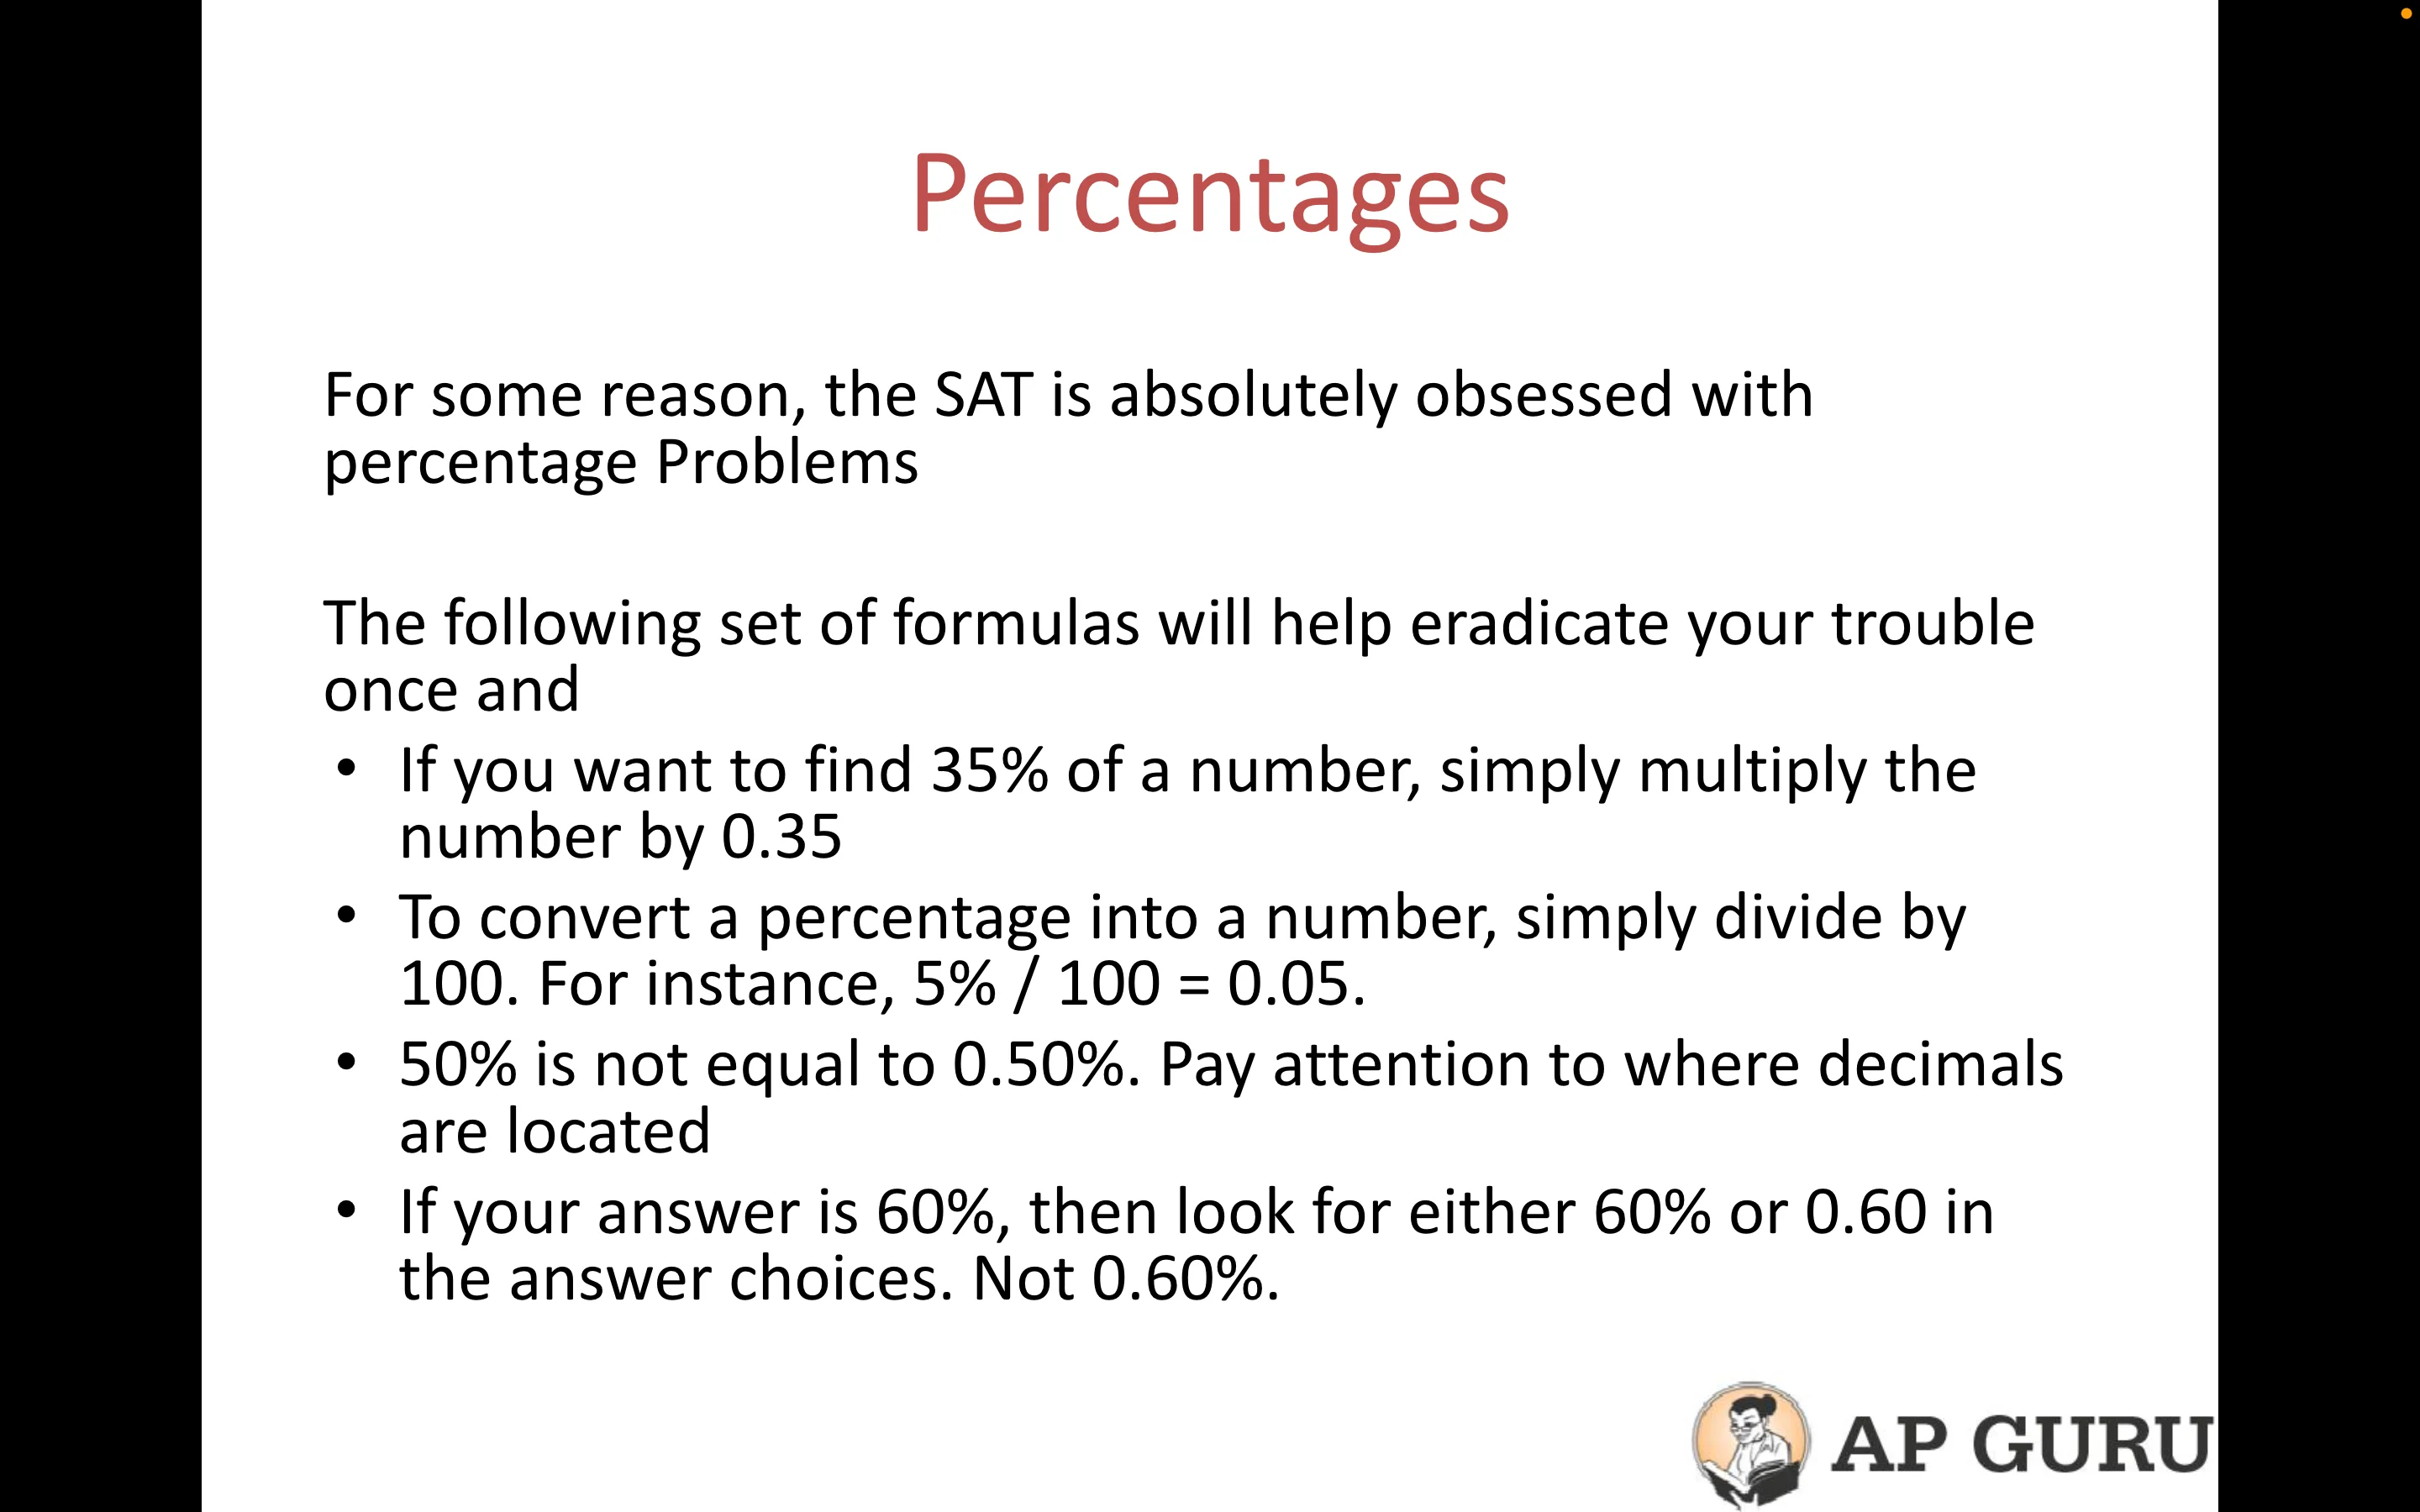 Percentages
For some reason, the SAT is absolutely obsessed with
percentage Problems
The following set of formulas will help eradicate your trouble
once and
• If you want to find 35% of a number, simply multiply the
number by 0.35
• To convert a percentage into a number, simply divide by
100. For instance, 5% / 100 = 0.05.
• 50% is not equal to 0.50%. Pay attention to where decimals
are located
• If your answer is 60%, then look for either 60% or 0.60 in
the answer choices. Not 0.60%.
AP GURU